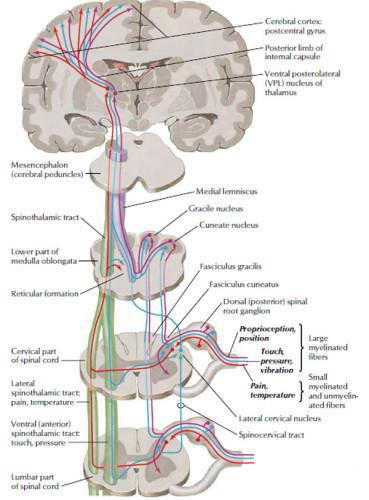 Cerebral cortex:
postcentral gyrus
Posterior limb of
internal capsule
Ventral posterolateral
(VPL) nucleus of
thalamus
Mesencephalon
(cerebral peduncles)
Medial lemniscus
Gracile nucleus
Spinothalamic tract
Cuneate nucleus
Lower part of
medulla oblongata
Fasciculus gracilis
Fasciculus cuneatus
Reticular formation
Dorsal (posterior) spinal
root ganglion
Proprioception,
position
Large
myelinated
fibers
Touch,
pressure,
vibration
Cervical part
of spinal cord
Pain,
temperature
Small
myelinated
and unmyelin-
ated fibers
Lateral
spinothalamic tract:
pain, temperature
Lateral cervical nucleus
Spinocervical tract
Ventral (anterior)
spinothalamic tract:
touch, pressure
Lumbar part
of spinal cord